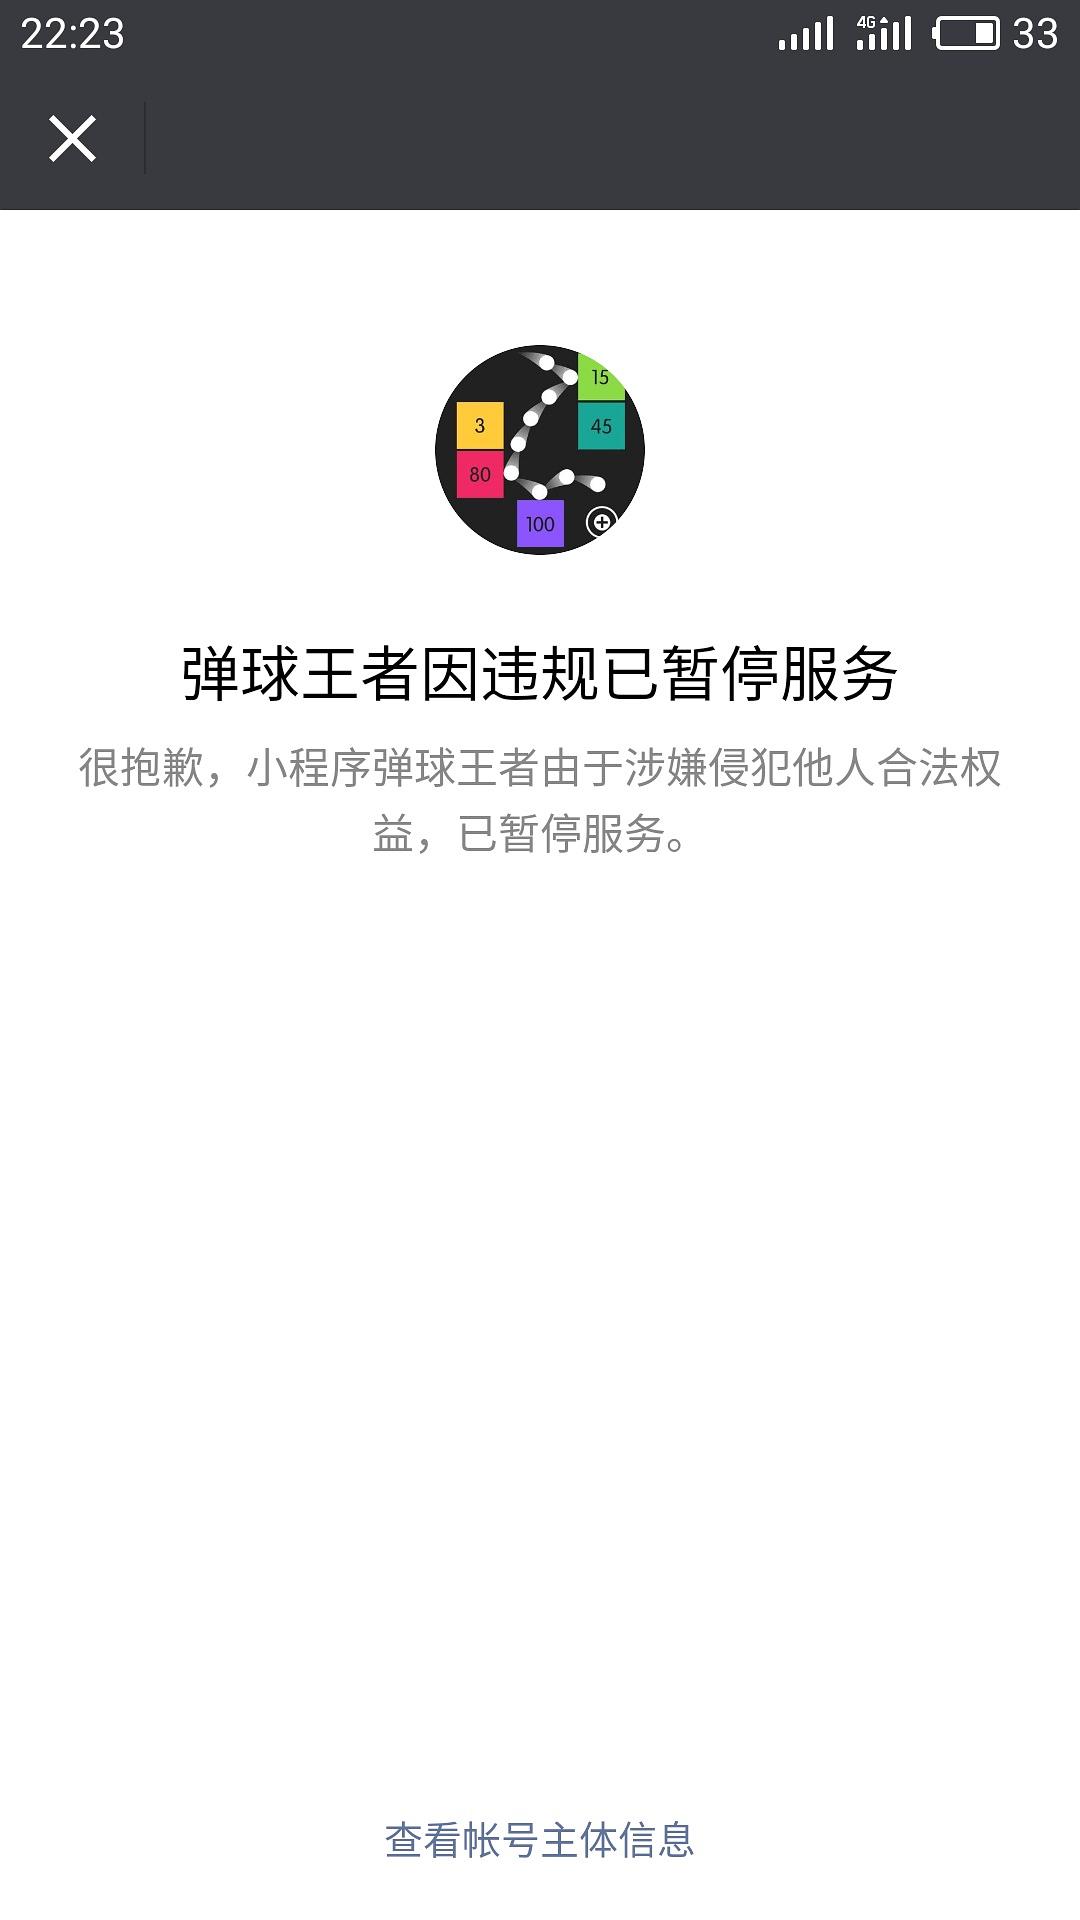 22:23 4G 33
15
3 45
80
100
弹球王者因违规已暂停服务
很抱歉，小程序弹球王者由于涉嫌侵犯他人合法权
益，已暂停服务。
查看帐号主体信息